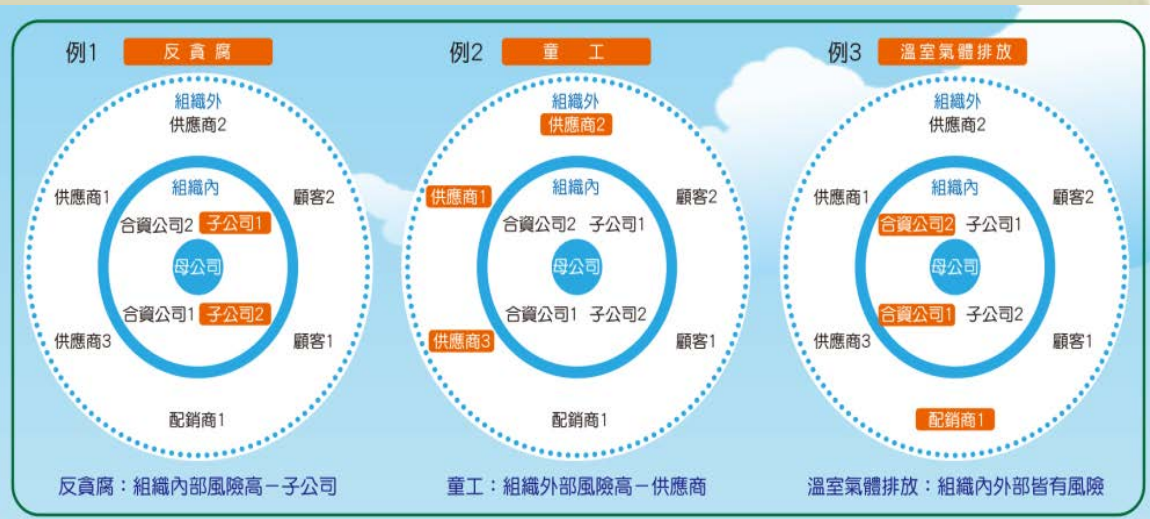 例1 反貪腐
組織外
供應商2
供應商1
組織內
顧客2
合資公司2 子公司1
母公司
合資公司1 子公司2
供應商3
顧客1
配銷商1
反貪腐：組織內部風險高－子公司
例2 童工
組織外
供應商2
供應商1
組織內
顧客2
合資公司2 子公司1
母公司
合資公司1 子公司2
供應商3
顧客1
配銷商1
童工：組織外部風險高－供應商
例3 溫室氣體排放
組織外
供應商2
供應商1
組織內
顧客2
合資公司2 子公司1
母公司
合資公司1 子公司2
供應商3
顧客1
配銷商1
溫室氣體排放：組織內外部皆有風險